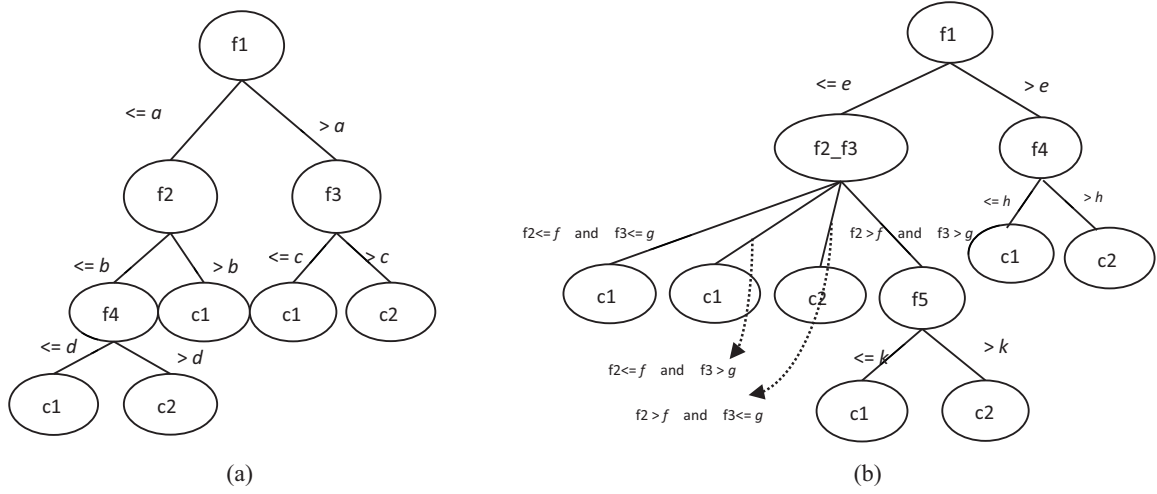 f1
<= a
> a
f2
f3
<= b
> b
<= c
> c
f4
c1
c1
c2
<= d
> d
c1
c2
(a)
f1
<= e
> e
f2_f3
f4
<= h
> h
f2<= f and f3<= g
f2 > f and f3 > g
c1
c2
c1
c1
c2
f5
<= k
> k
f2<= f and f3 > g
f2 > f and f3<= g
c1
c2
(b)